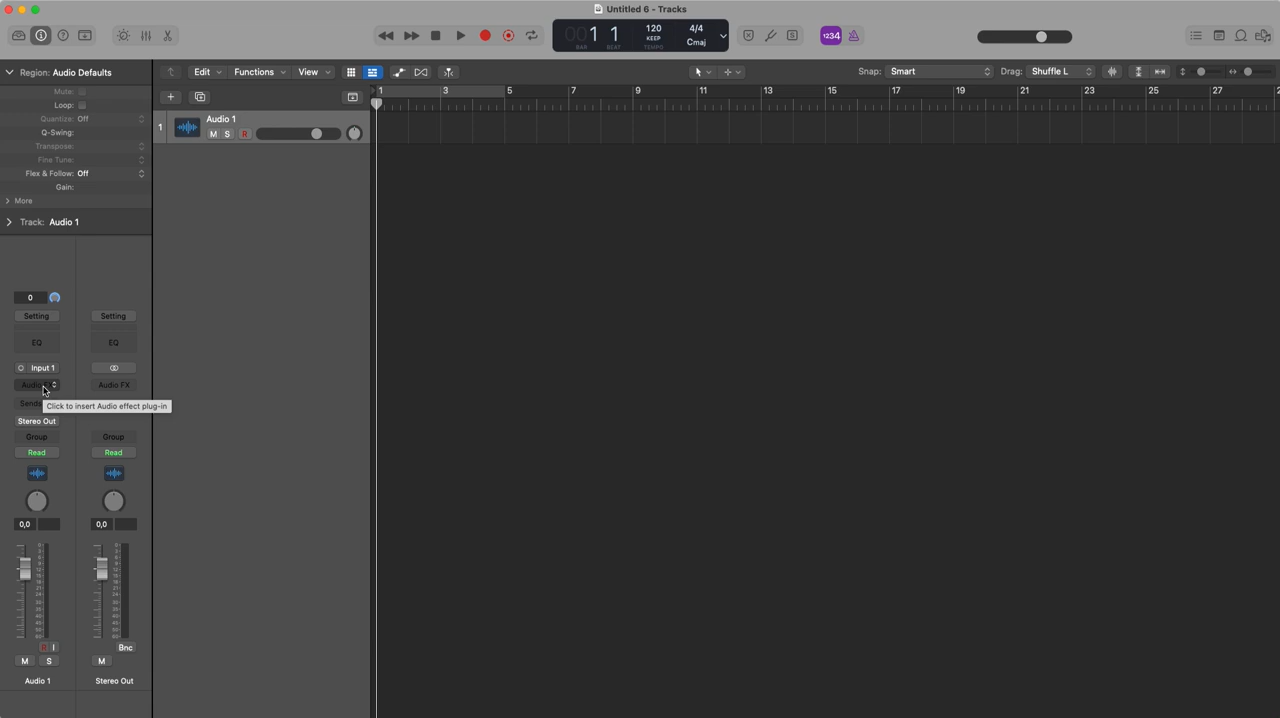 Untitled 6 - Tracks
001 1
BAR BEAT
120
KEEP
TEMPO
4/4
Cmaj
1234
Region: Audio Defaults
Edit Functions View
Snap: Smart
Drag: Shuffle L
Mute:
Loop:
Quantize: Off
Q-Swing:
Transpose:
Fine Tune:
Flex & Follow: Off
Gain:
More
Track: Audio 1
1 3 5 7 9 11 13 15 17 19 21 23 25 27
1
Audio 1
M S R
0
Setting Setting
EQ EQ
Input 1
Audio Audio FX
Sends
Click to insert Audio effect plug-in
Stereo Out
Group Group
Read Read
0,0 0,0
R I Bnc
M S M
Audio 1 Stereo Out